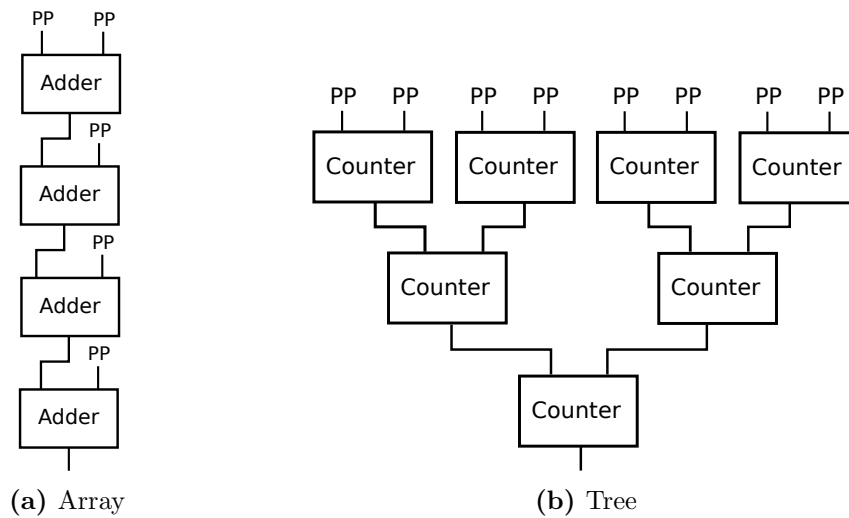 PP PP
Adder
PP
Adder
PP
Adder
PP
Adder
(a) Array
PP PP PP PP PP PP PP PP
Counter Counter Counter Counter
Counter Counter
Counter
(b) Tree